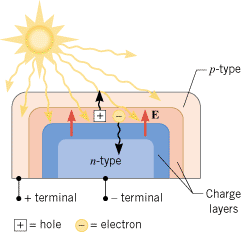 p-type
+ − E
n-type
+ terminal − terminal
Charge
layers
+ = hole − = electron